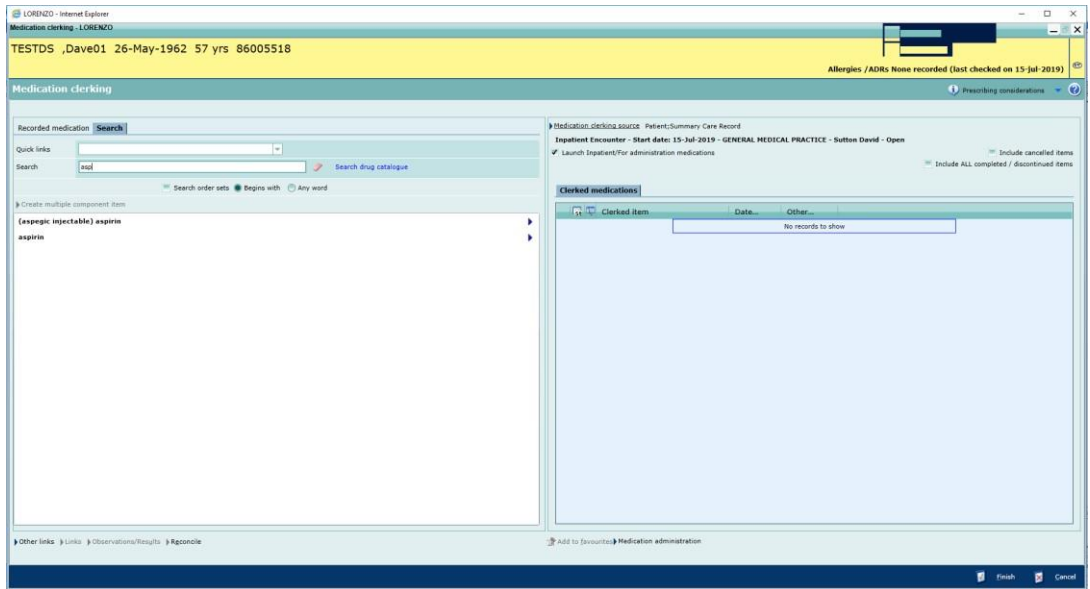 LORENZO - Internet Explorer
Medication clerking - LORENZO
TESTDS ,Dave01 26-May-1962 57 yrs 86005518
Allergies /ADRs None recorded (last checked on 15-Jul-2019)
Medication clerking
Prescribing considerations
Recorded medication Search
Quick links
Search asp Search drug catalogue
Search order sets Begins with Any word
Create multiple component item
(aspegic injectable) aspirin
aspirin
Other links Links Observations/Results Reconcile
Medication clerking source Patient;Summary Care Record
Inpatient Encounter - Start date: 15-Jul-2019 - GENERAL MEDICAL PRACTICE - Sutton David - Open
Launch Inpatient/For administration medications
Include cancelled items
Include ALL completed / discontinued items
Clerked medications
Clerked item Date... Other...
No records to show
Add to favourites Medication administration
Finish Cancel